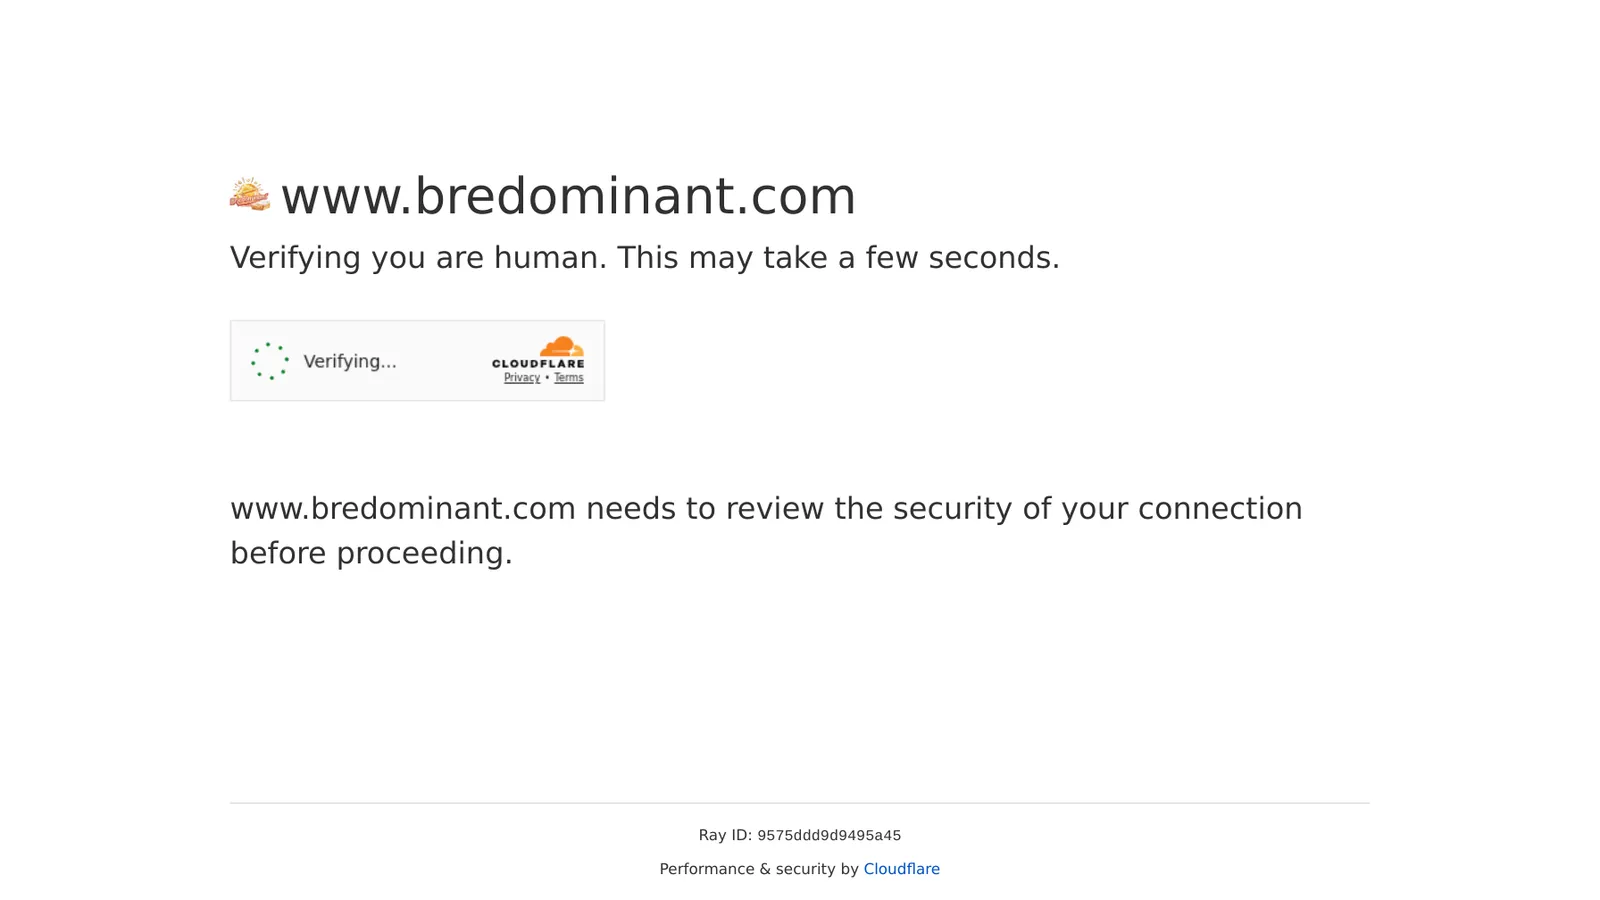 www.bredominant.com
Verifying you are human. This may take a few seconds.
Verifying...
CLOUDFLARE
Privacy • Terms
www.bredominant.com needs to review the security of your connection
before proceeding.
Ray ID: 9575ddd9d9495a45
Performance & security by Cloudflare